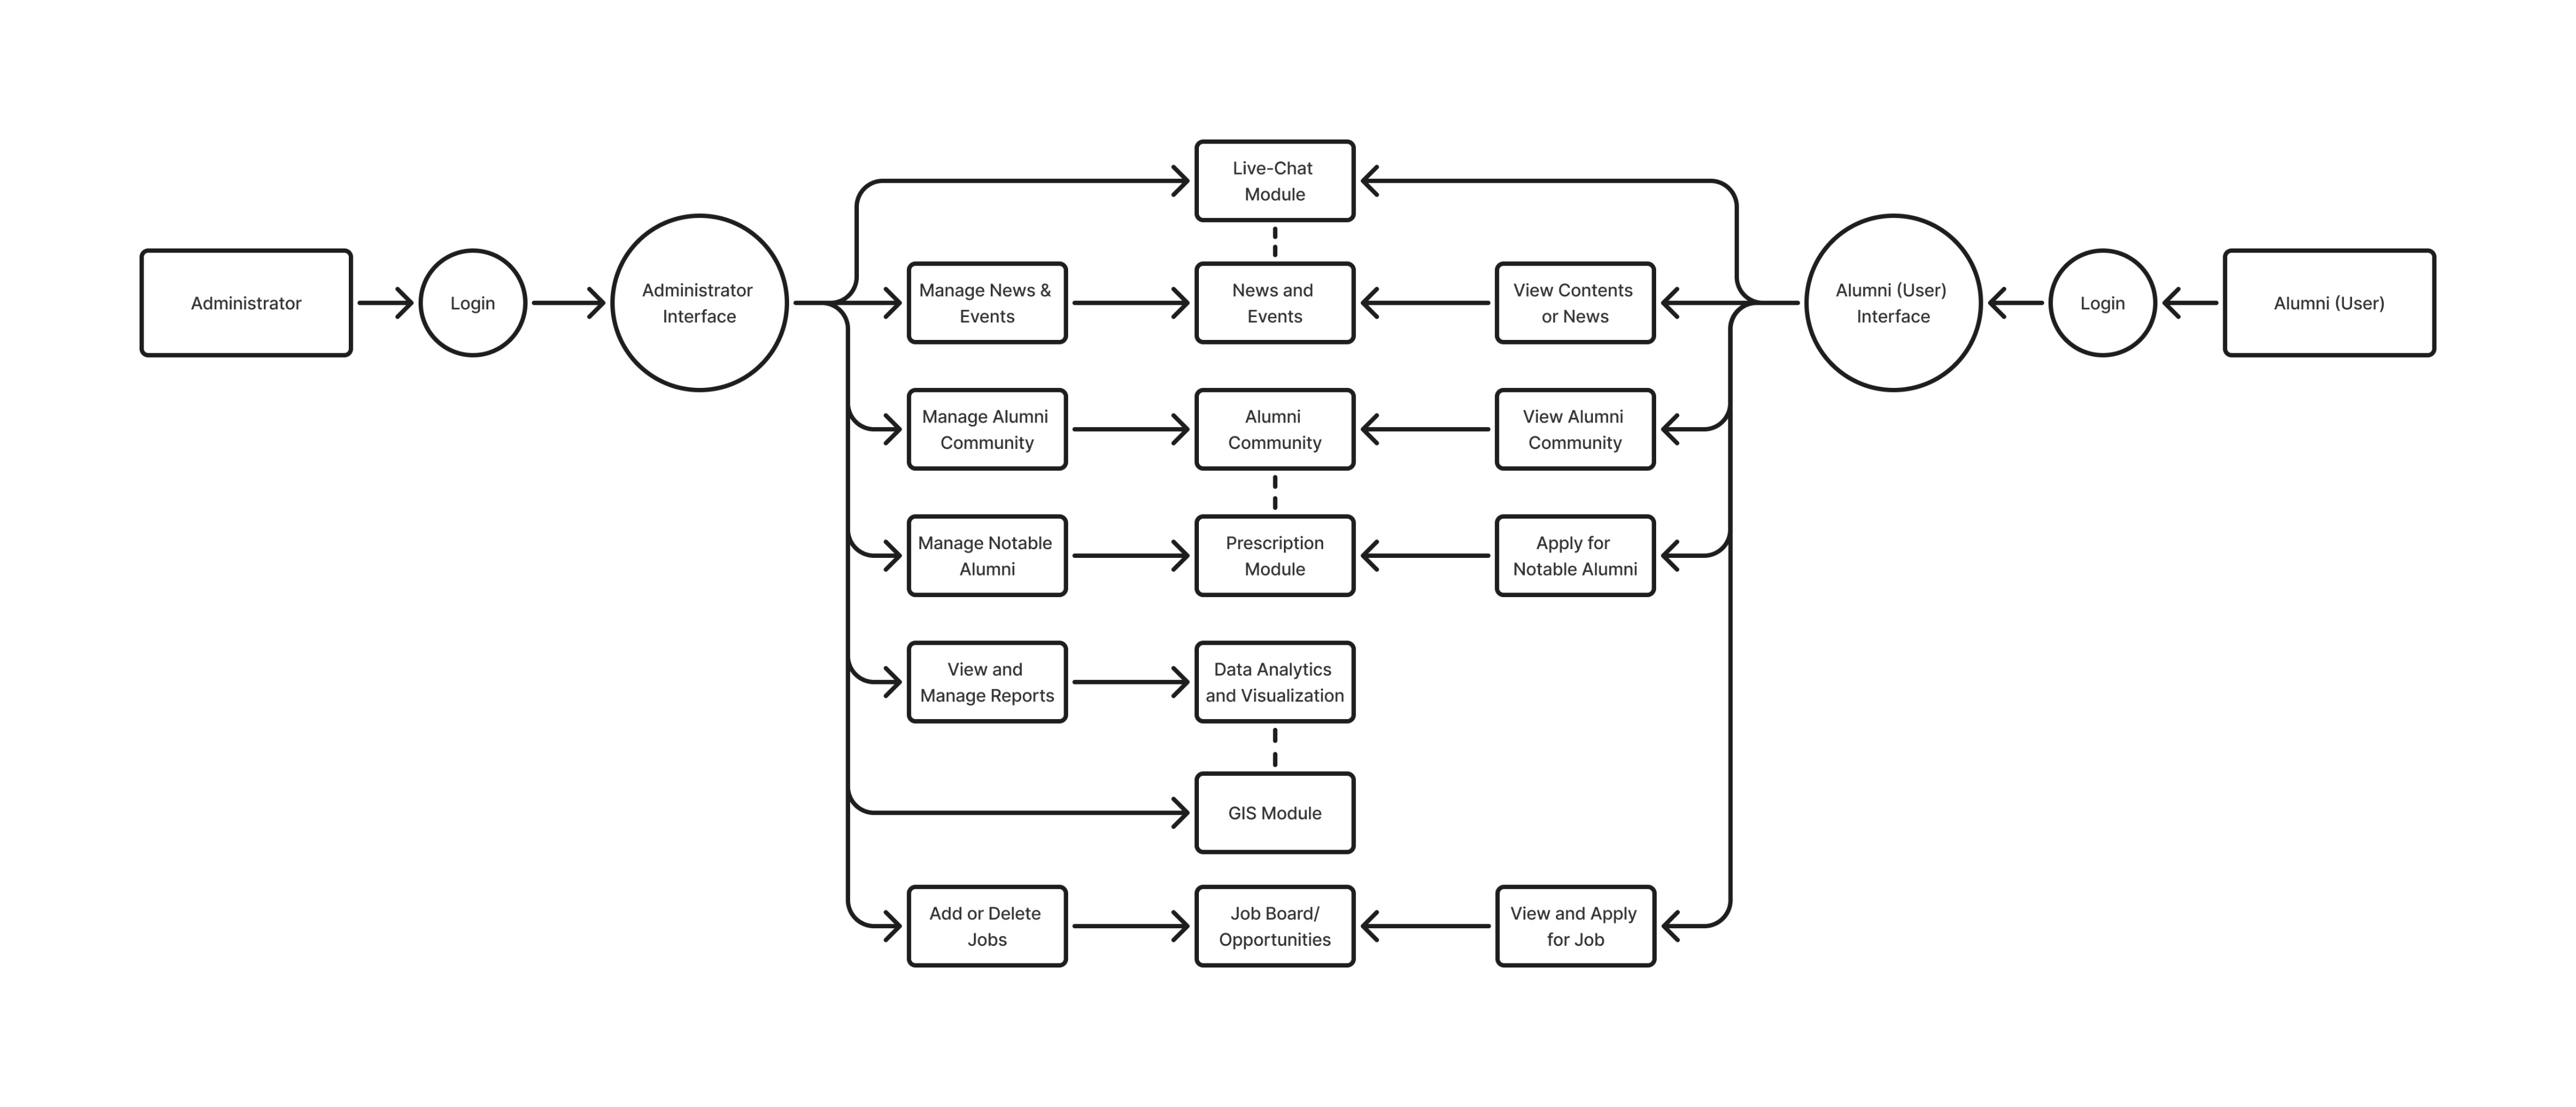 Live-Chat
Module
Administrator
Login
Administrator
Interface
Manage News &
Events
News and
Events
View Contents
or News
Alumni (User)
Interface
Login
Alumni (User)
Manage Alumni
Community
Alumni
Community
View Alumni
Community
Manage Notable
Alumni
Prescription
Module
Apply for
Notable Alumni
View and
Manage Reports
Data Analytics
and Visualization
GIS Module
Add or Delete
Jobs
Job Board/
Opportunities
View and Apply
for Job